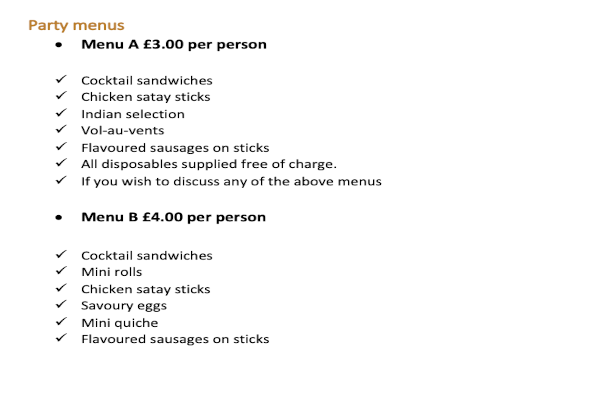 Party menus
• Menu A £3.00 per person
✓ Cocktail sandwiches
✓ Chicken satay sticks
✓ Indian selection
✓ Vol-au-vents
✓ Flavoured sausages on sticks
✓ All disposables supplied free of charge.
✓ If you wish to discuss any of the above menus
• Menu B £4.00 per person
✓ Cocktail sandwiches
✓ Mini rolls
✓ Chicken satay sticks
✓ Savoury eggs
✓ Mini quiche
✓ Flavoured sausages on sticks